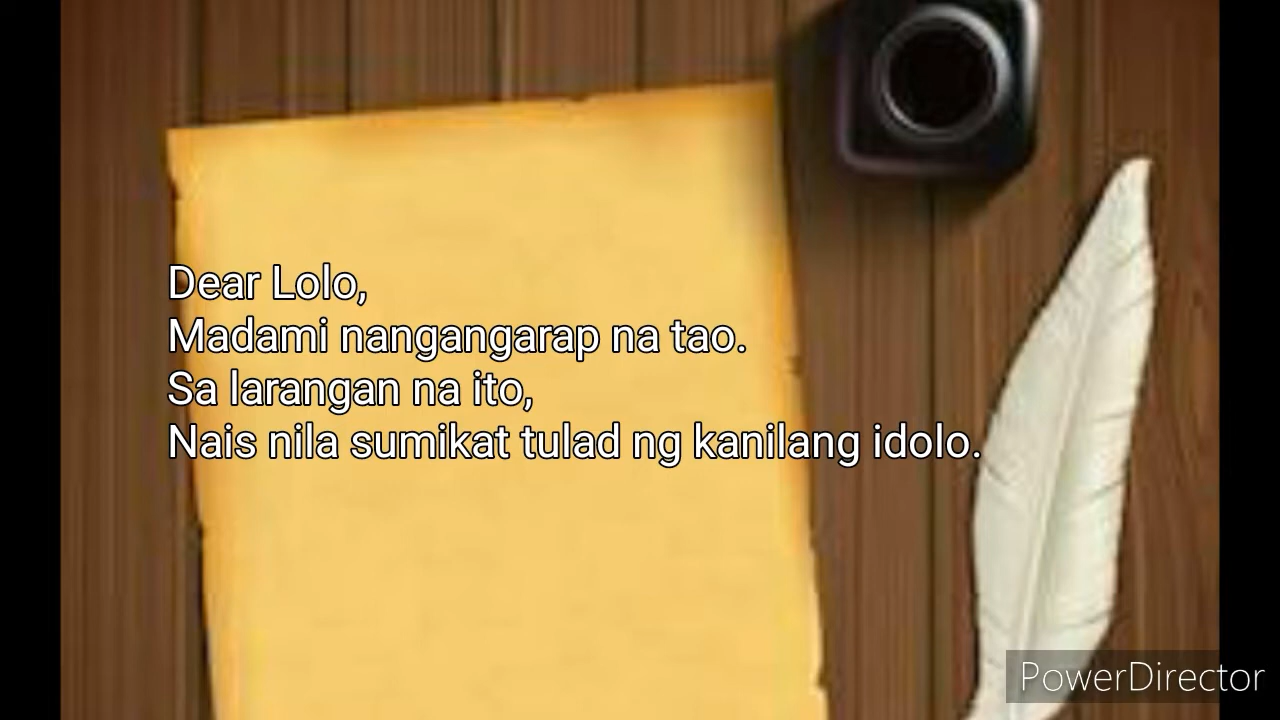 Dear Lolo,
Madami nangangarap na tao.
Sa larangan na ito,
Nais nila sumikat tulad ng kanilang idolo.
PowerDirector